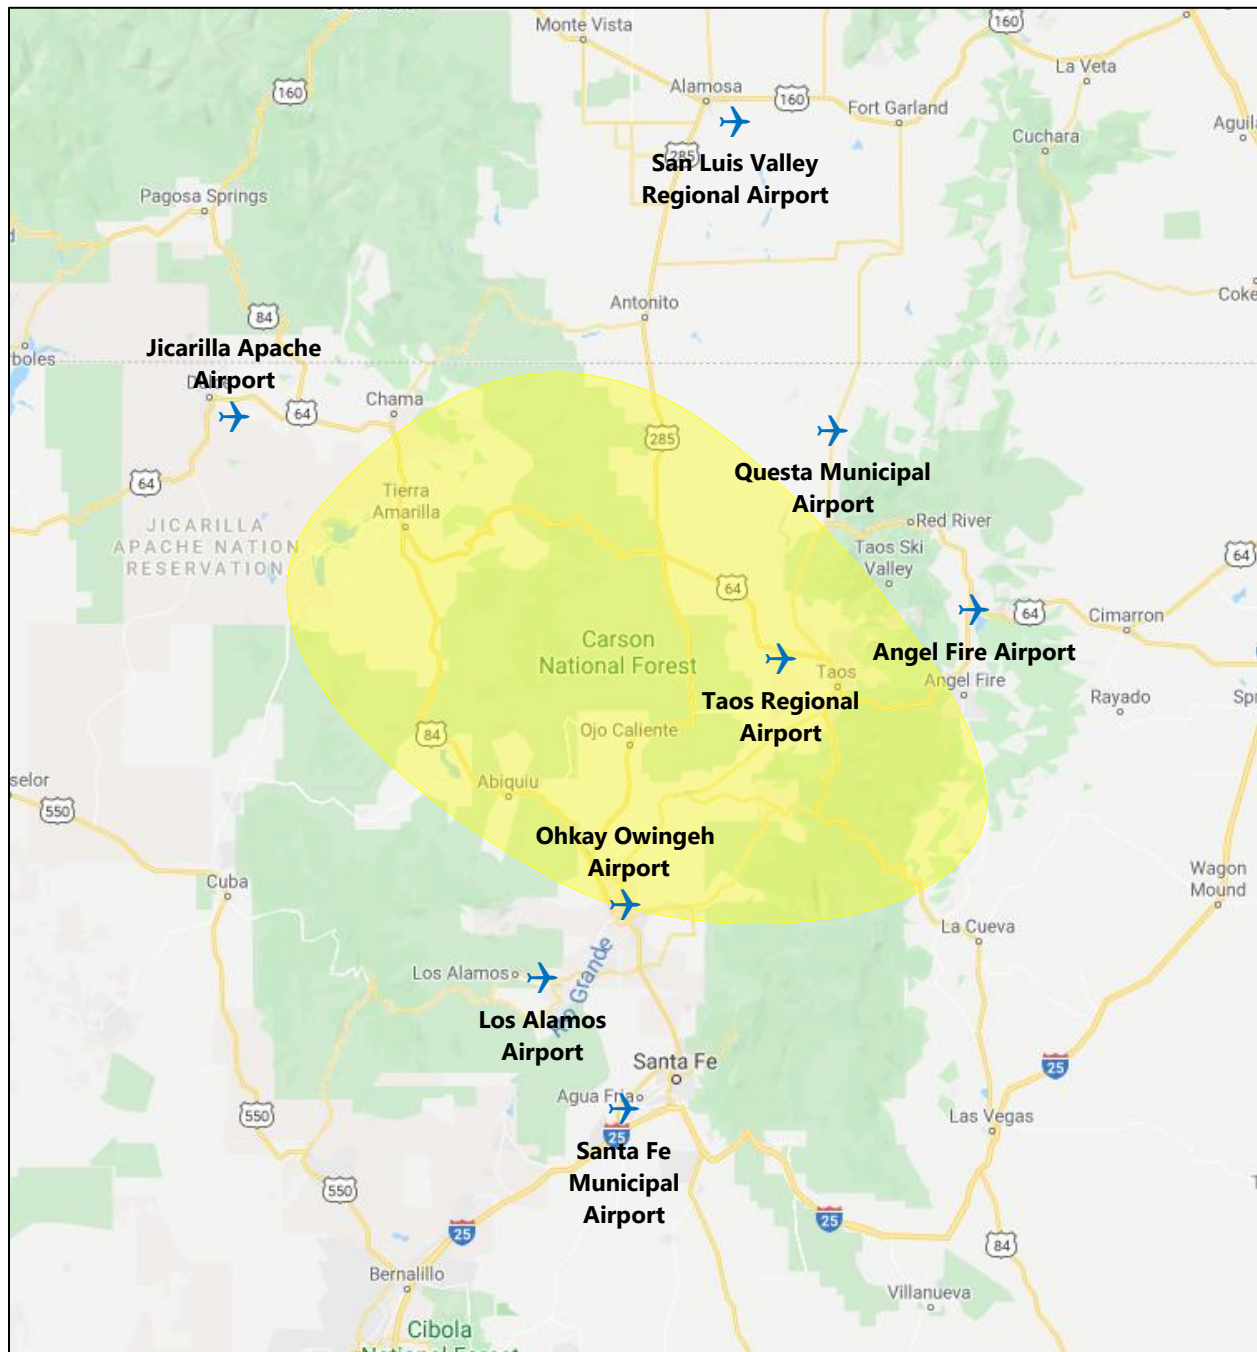 Monte Vista
160
La Veta
160
Alamosa
160
Fort Garland
Cuchara
Aguila
285
San Luis Valley
Regional Airport
Pagosa Springs
Antonito
Coke
84
boles
Jicarilla Apache
Airport
64
Chama
285
Questa Municipal
Airport
64
Tierra
Amarilla
JICARILLA
APACHE NATION
RESERVATION
Red River
Taos Ski
Valley
64
64
64
Cimarron
Carson
National Forest
Angel Fire Airport
Taos
Angel Fire
Rayado
Spr
Taos Regional
Airport
84
Ojo Caliente
selor
550
Abiquiu
Ohkay Owingeh
Airport
Cuba
Wagon
Mound
La Cueva
Los Alamos
Rio Grande
Los Alamos
Airport
Santa Fe
25
Agua Fria
550
25
Las Vegas
Santa Fe
Municipal
Airport
550
25
25
84
Bernalillo
Villanueva
Cibola
National Forest